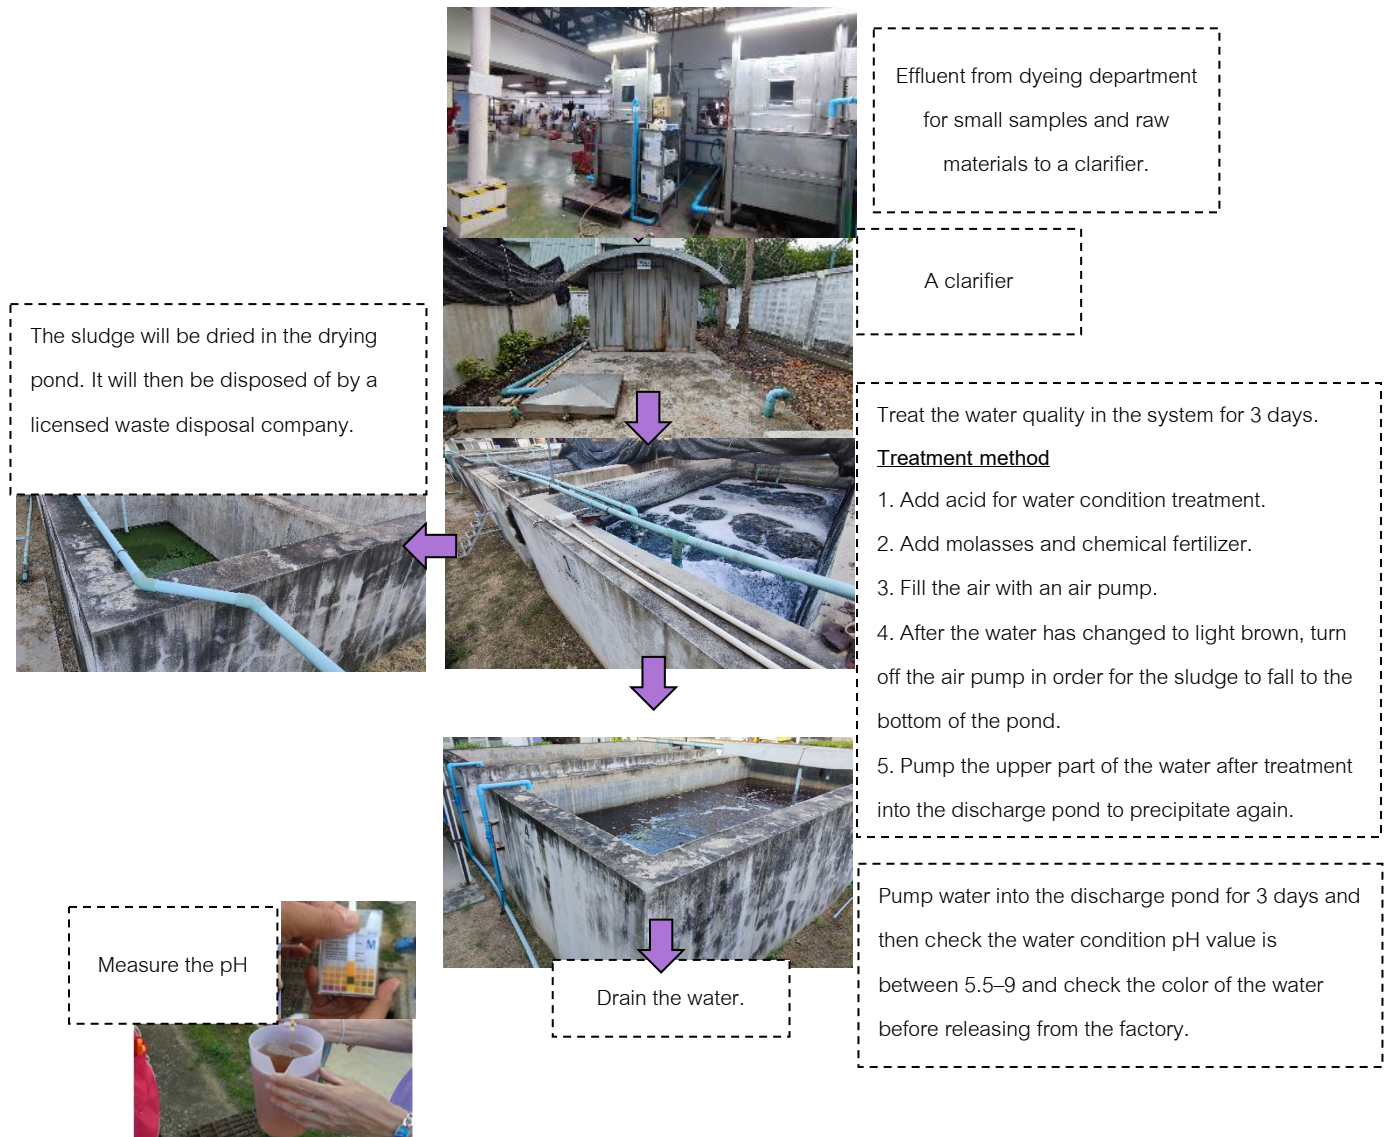 Effluent from dyeing department
for small samples and raw
materials to a clarifier.
A clarifier
The sludge will be dried in the drying
pond. It will then be disposed of by a
licensed waste disposal company.
Treat the water quality in the system for 3 days.
Treatment method
1. Add acid for water condition treatment.
2. Add molasses and chemical fertilizer.
3. Fill the air with an air pump.
4. After the water has changed to light brown, turn
off the air pump in order for the sludge to fall to the
bottom of the pond.
5. Pump the upper part of the water after treatment
into the discharge pond to precipitate again.
Pump water into the discharge pond for 3 days and
then check the water condition pH value is
between 5.5–9 and check the color of the water
before releasing from the factory.
Measure the pH
Drain the water.